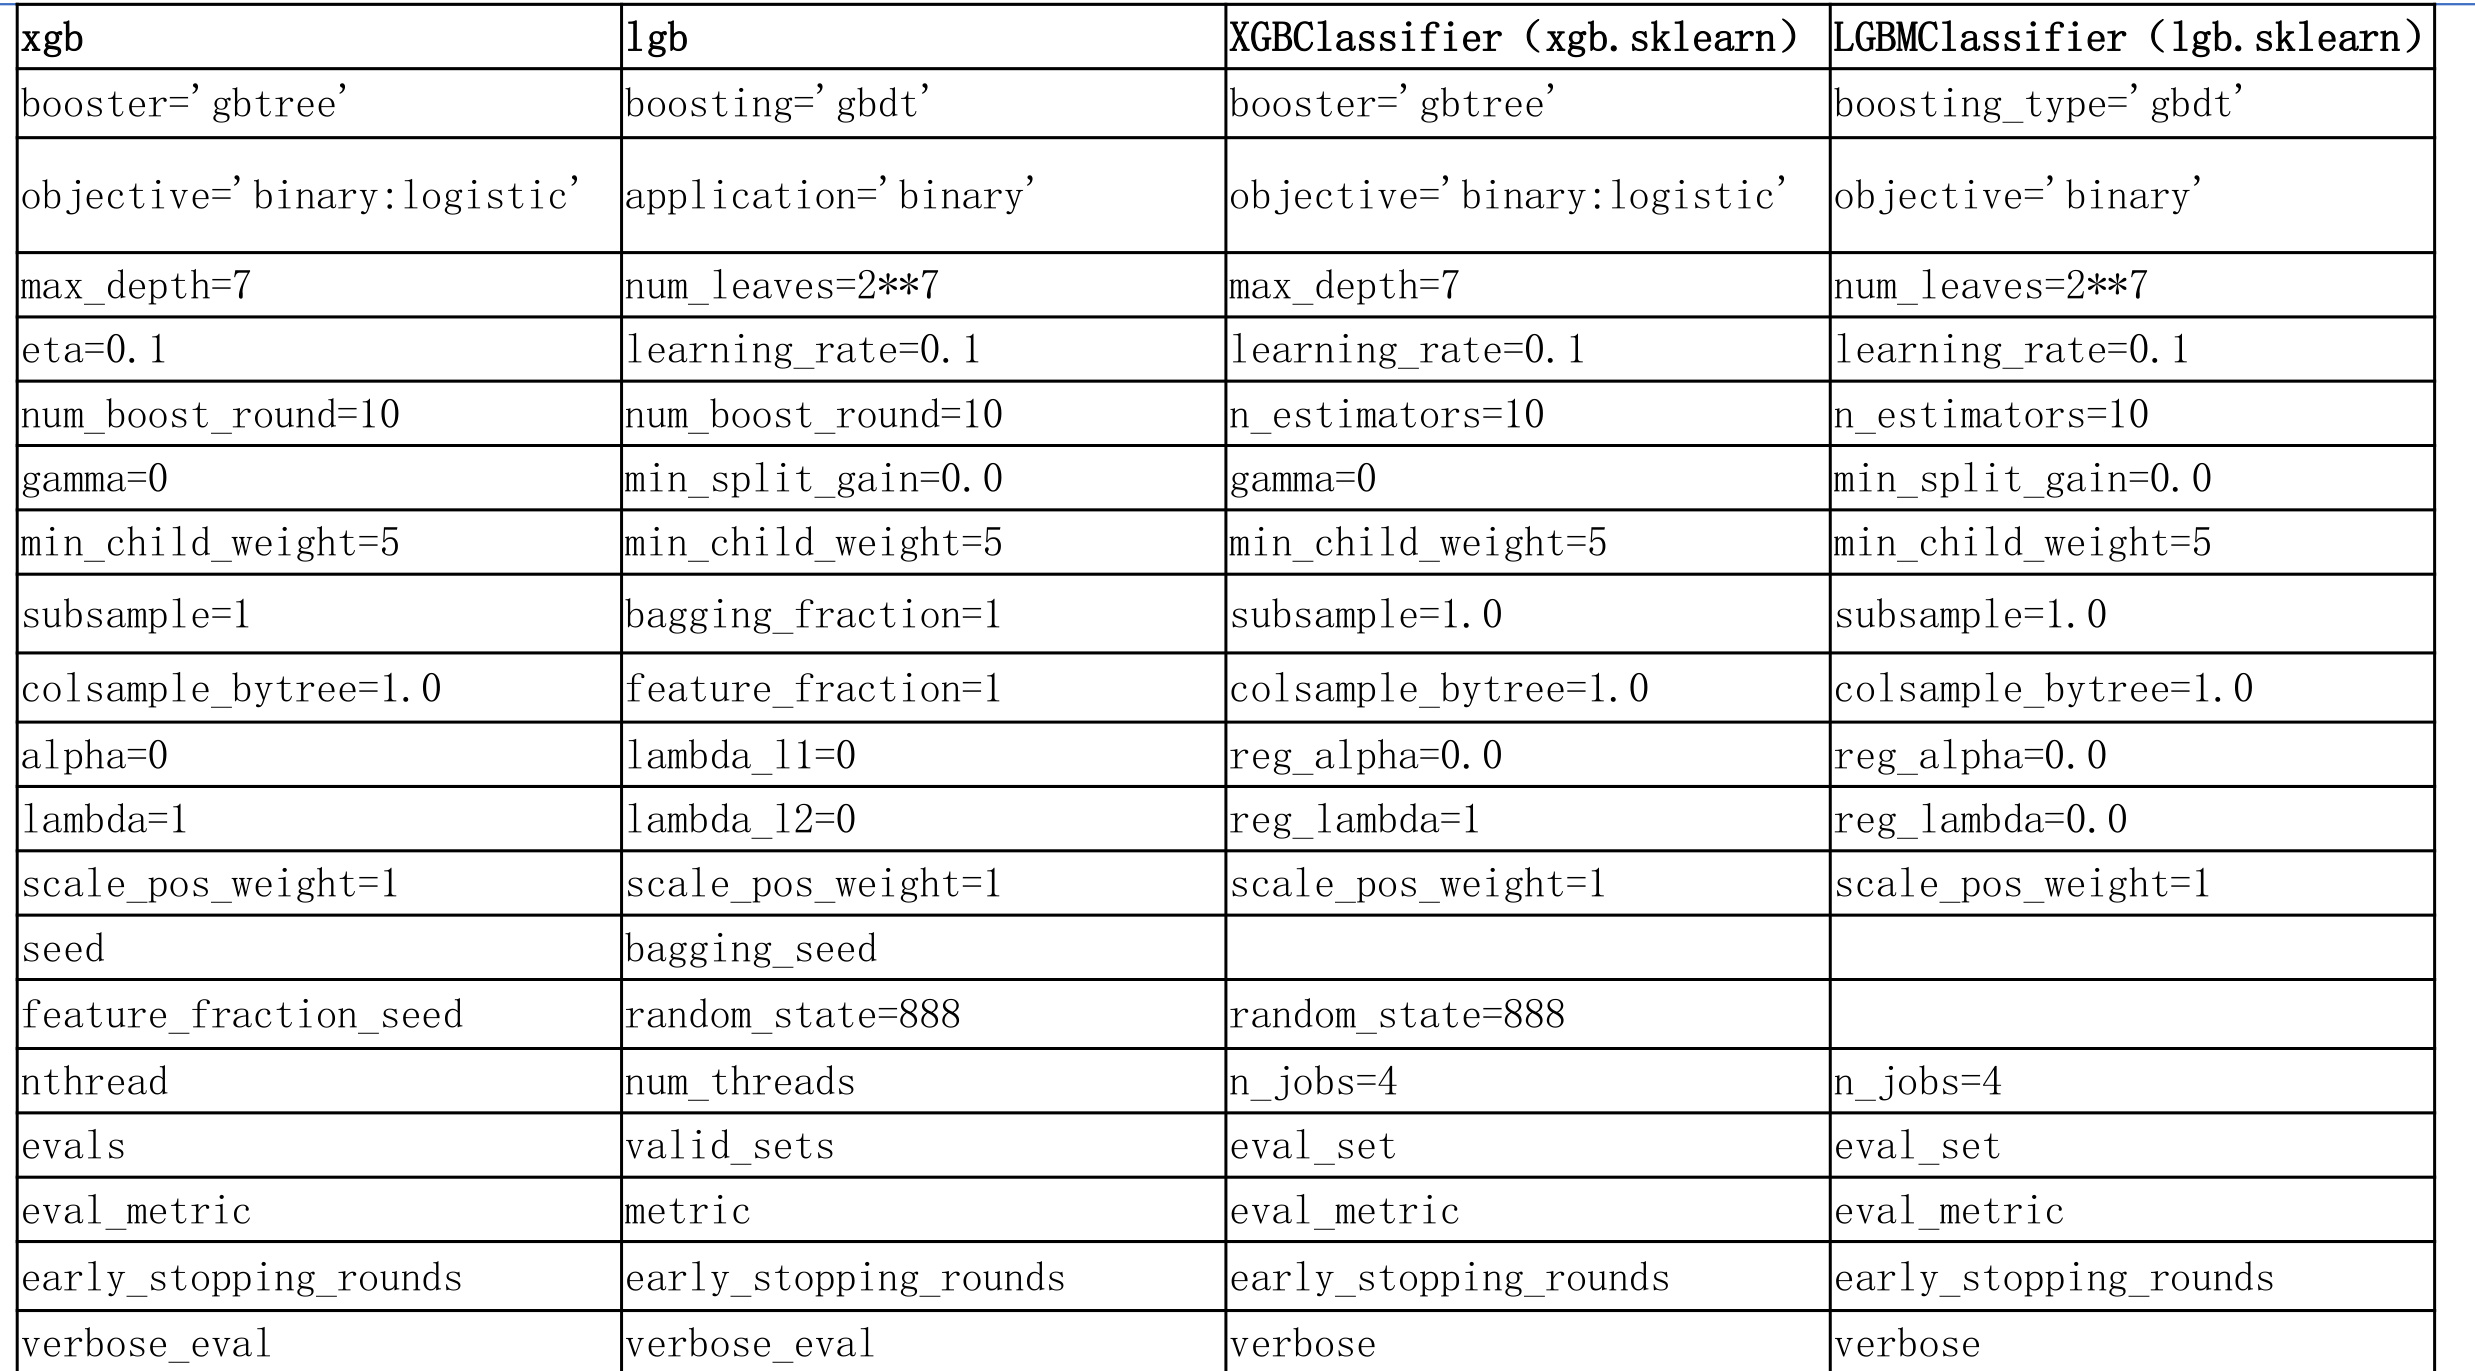 xgb lgb XGBClassifier（xgb.sklearn） LGBMClassifier（lgb.sklearn）
booster='gbtree' boosting='gbdt' booster='gbtree' boosting_type='gbdt'
objective='binary:logistic' application='binary' objective='binary:logistic' objective='binary'
max_depth=7 num_leaves=2**7 max_depth=7 num_leaves=2**7
eta=0.1 learning_rate=0.1 learning_rate=0.1 learning_rate=0.1
num_boost_round=10 num_boost_round=10 n_estimators=10 n_estimators=10
gamma=0 min_split_gain=0.0 gamma=0 min_split_gain=0.0
min_child_weight=5 min_child_weight=5 min_child_weight=5 min_child_weight=5
subsample=1 bagging_fraction=1 subsample=1.0 subsample=1.0
colsample_bytree=1.0 feature_fraction=1 colsample_bytree=1.0 colsample_bytree=1.0
alpha=0 lambda_l1=0 reg_alpha=0.0 reg_alpha=0.0
lambda=1 lambda_l2=0 reg_lambda=1 reg_lambda=0.0
scale_pos_weight=1 scale_pos_weight=1 scale_pos_weight=1 scale_pos_weight=1
seed bagging_seed
feature_fraction_seed random_state=888 random_state=888
nthread num_threads n_jobs=4 n_jobs=4
evals valid_sets eval_set eval_set
eval_metric metric eval_metric eval_metric
early_stopping_rounds early_stopping_rounds early_stopping_rounds early_stopping_rounds
verbose_eval verbose_eval verbose verbose